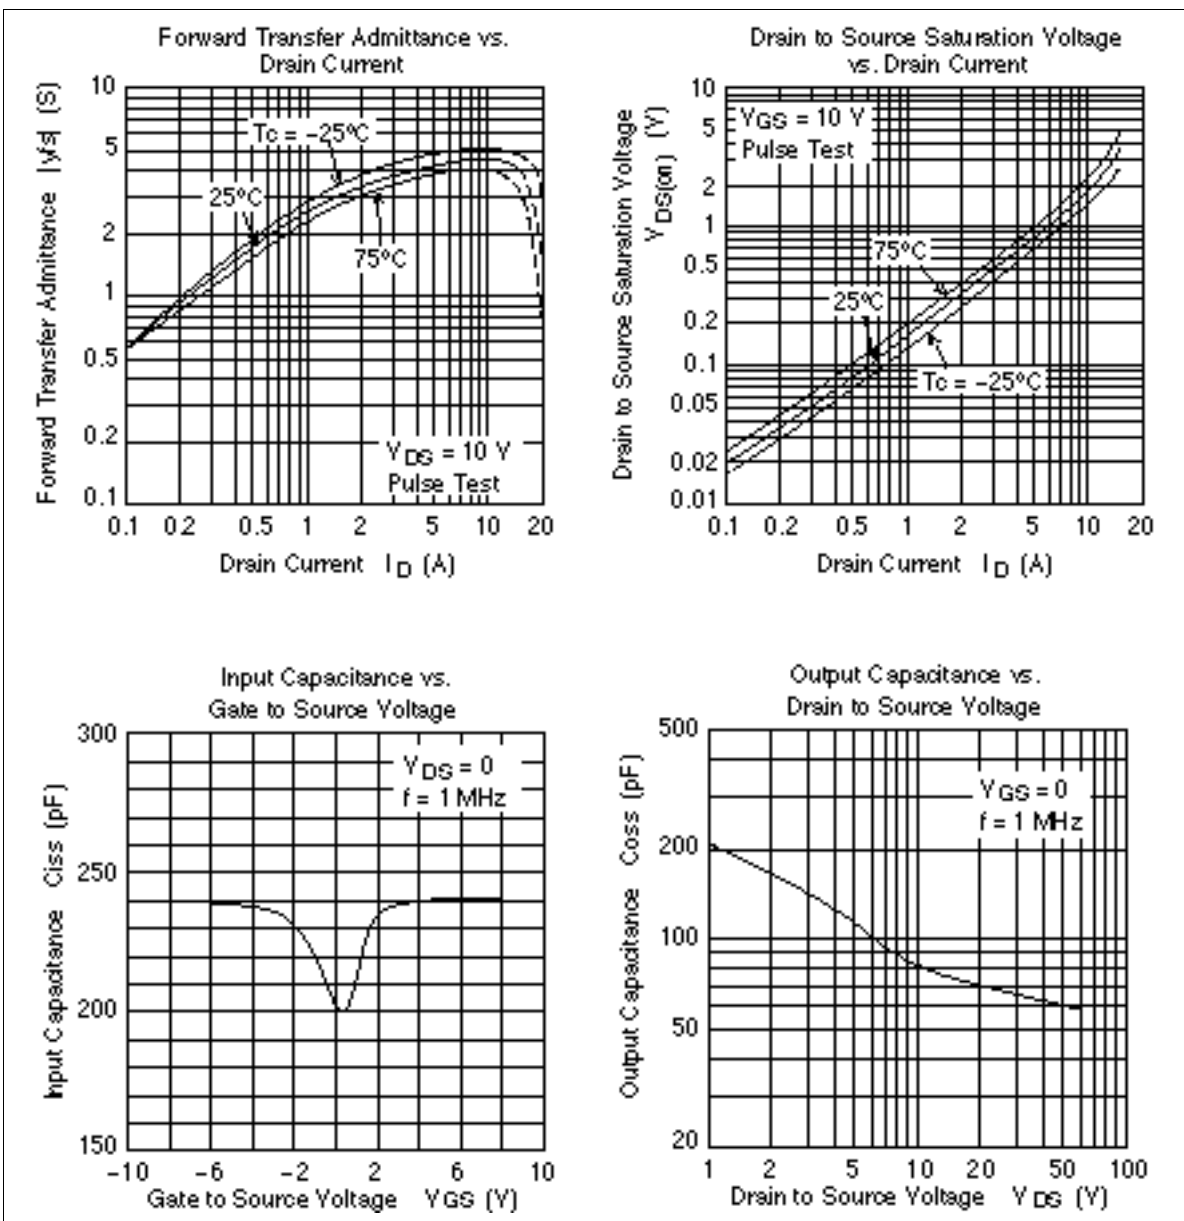 Forward Transfer Admittance vs.
Drain Current
Forward Transfer Admittance |yfs| (S)
10
5
2
1
0.5
0.2
0.1
Tc = −25°C
25°C
75°C
VDS = 10 V
Pulse Test
0.1 0.2 0.5 1 2 5 10 20
Drain Current ID (A)
Drain to Source Saturation Voltage
vs. Drain Current
Drain to Source Saturation Voltage
VDS(on) (V)
10
5
2
1
0.5
0.2
0.1
0.05
0.02
0.01
VGS = 10 V
Pulse Test
75°C
25°C
Tc = −25°C
0.1 0.2 0.5 1 2 5 10 20
Drain Current ID (A)
Input Capacitance vs.
Gate to Source Voltage
Input Capacitance Ciss (pF)
300
250
200
150
VDS = 0
f = 1 MHz
−10 −6 −2 2 6 10
Gate to Source Voltage VGS (V)
Output Capacitance vs.
Drain to Source Voltage
Output Capacitance Coss (pF)
500
200
100
50
20
VGS = 0
f = 1 MHz
1 2 5 10 20 50 100
Drain to Source Voltage VDS (V)